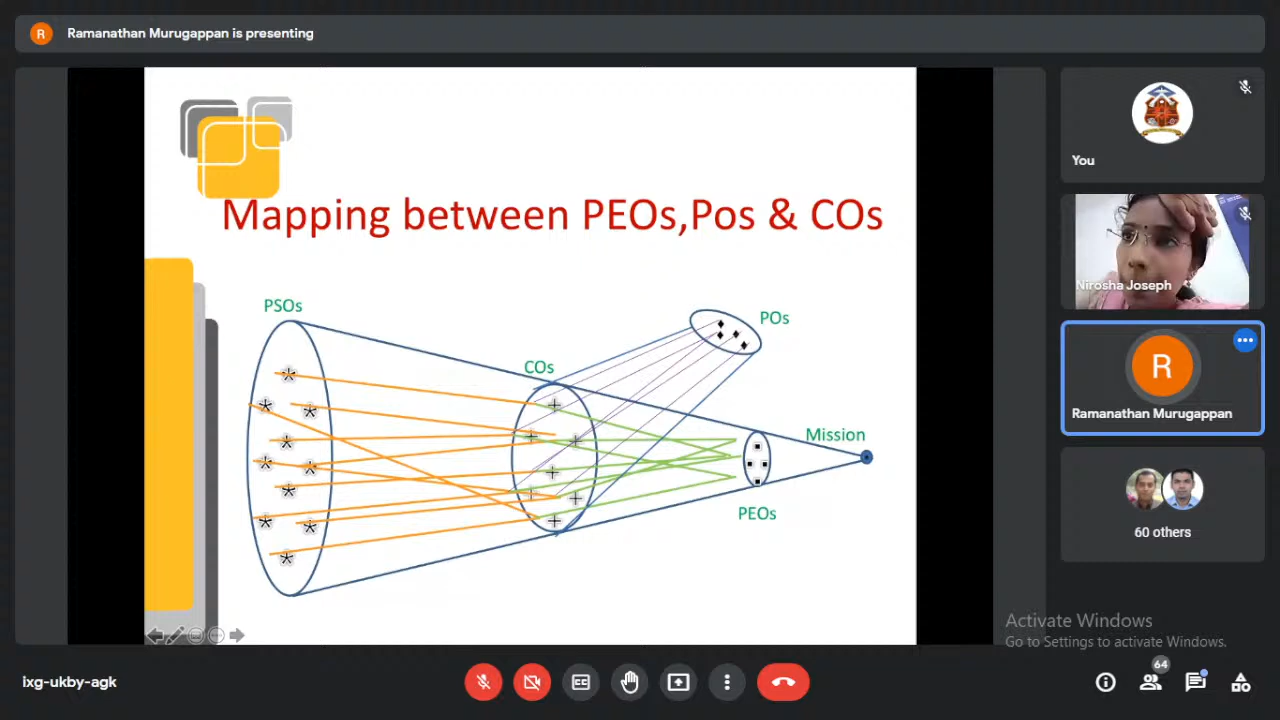 R Ramanathan Murugappan is presenting
You
Mapping between PEOs,Pos & COs
Nirosha Joseph
PSOs
POs
COs
R
Ramanathan Murugappan
Mission
PEOs
60 others
Activate Windows
Go to Settings to activate Windows.
ixg-ukby-agk
64